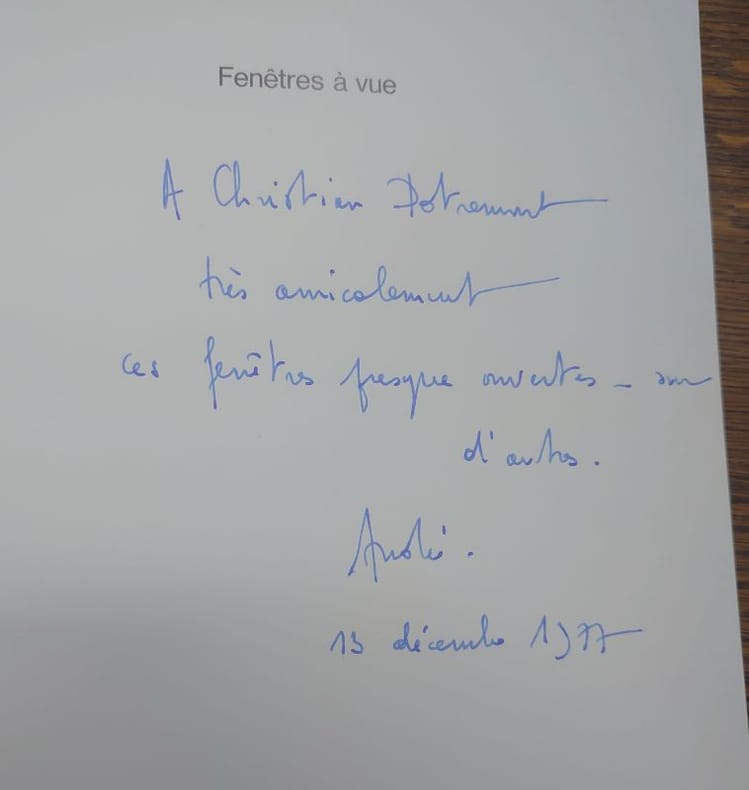 Fenêtres à vue
A Christian Dotremont
très amicalement
ces fenêtres presque ouvertes _ sur
d'autres.
André.
13 décembre 1977